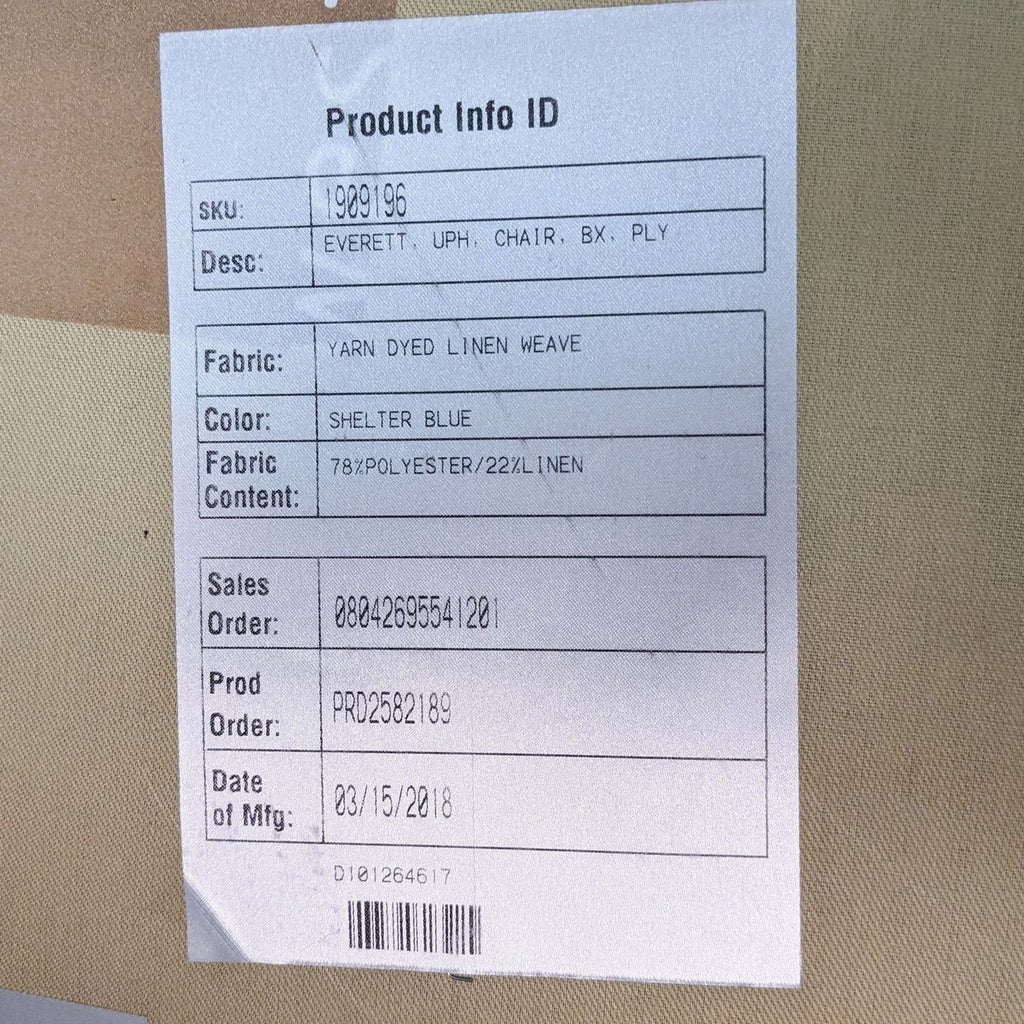 Product Info ID
SKU: 1909196
Desc: EVERETT, UPH, CHAIR, BX, PLY
Fabric: YARN DYED LINEN WEAVE
Color: SHELTER BLUE
Fabric
Content: 78%POLYESTER/22%LINEN
Sales
Order: 08042695541201
Prod
Order: PRD2582189
Date
of Mfg: 03/15/2018
D101264617